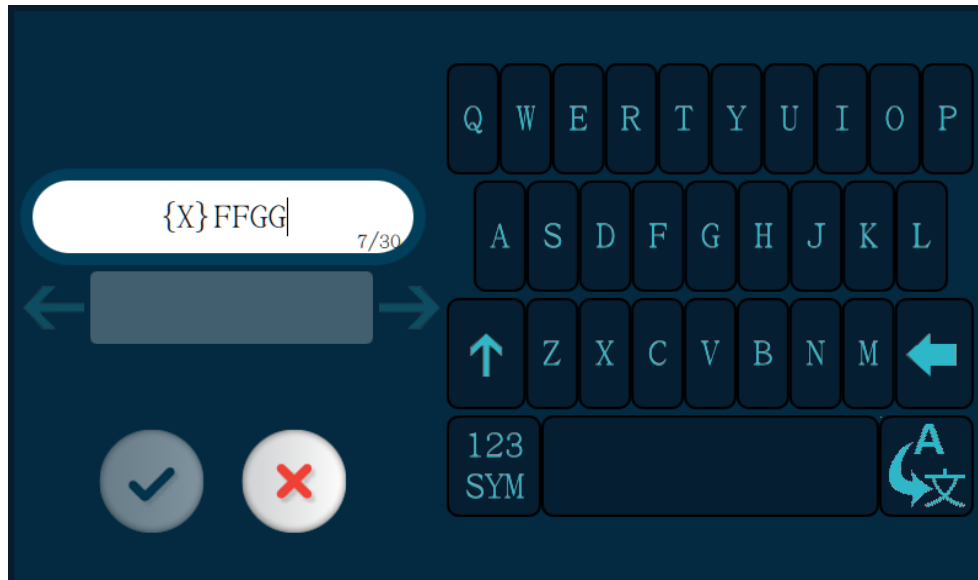 {X}FFGG
7/30
Q W E R T Y U I O P
A S D F G H J K L
Z X C V B N M
123
SYM
A
文